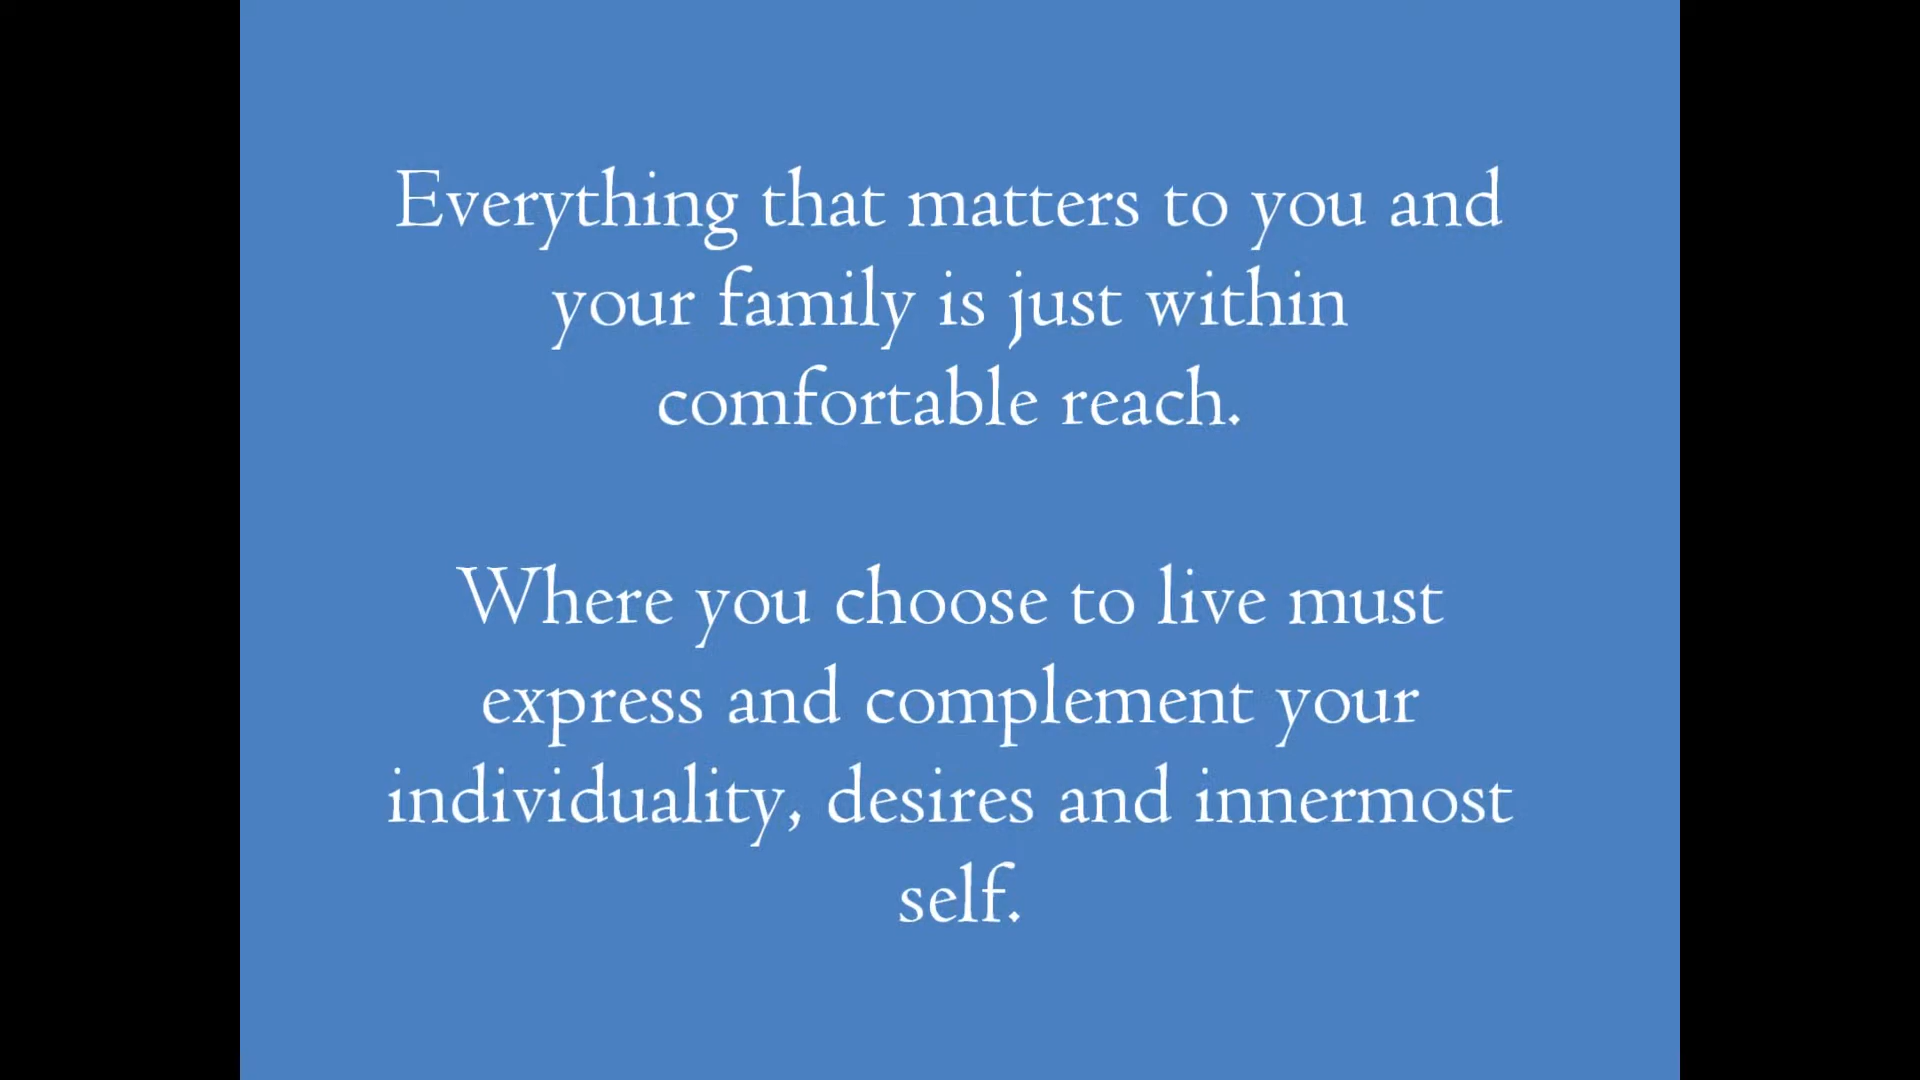 Everything that matters to you and
your family is just within
comfortable reach.
Where you choose to live must
express and complement your
individuality, desires and innermost
self.